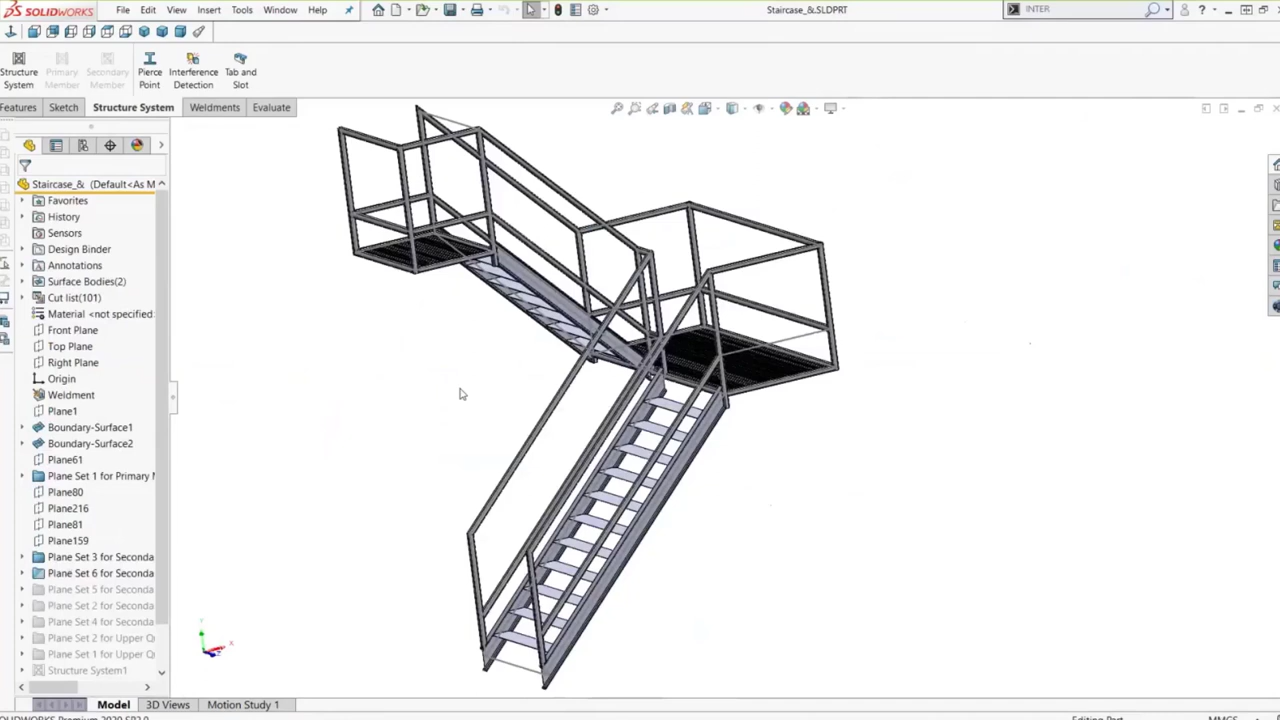 SOLIDWORKS File Edit View Insert Tools Window Help Staircase_&.SLDPRT INTER
Structure System Primary Member Secondary Member Pierce Point Interference Detection Tab and Slot
Features Sketch Structure System Weldments Evaluate
Staircase_& (Default<As M
Favorites
History
Sensors
Design Binder
Annotations
Surface Bodies(2)
Cut list(101)
Material <not specified>
Front Plane
Top Plane
Right Plane
Origin
Weldment
Plane1
Boundary-Surface1
Boundary-Surface2
Plane61
Plane Set 1 for Primary M
Plane80
Plane216
Plane81
Plane159
Plane Set 3 for Seconda
Plane Set 6 for Seconda
Plane Set 5 for Seconda
Plane Set 2 for Seconda
Plane Set 4 for Seconda
Plane Set 2 for Upper Q
Plane Set 1 for Upper Q
Structure System1
Model 3D Views Motion Study 1
SOLIDWORKS Premium 2020 SP2.0 Editing Part MMGS